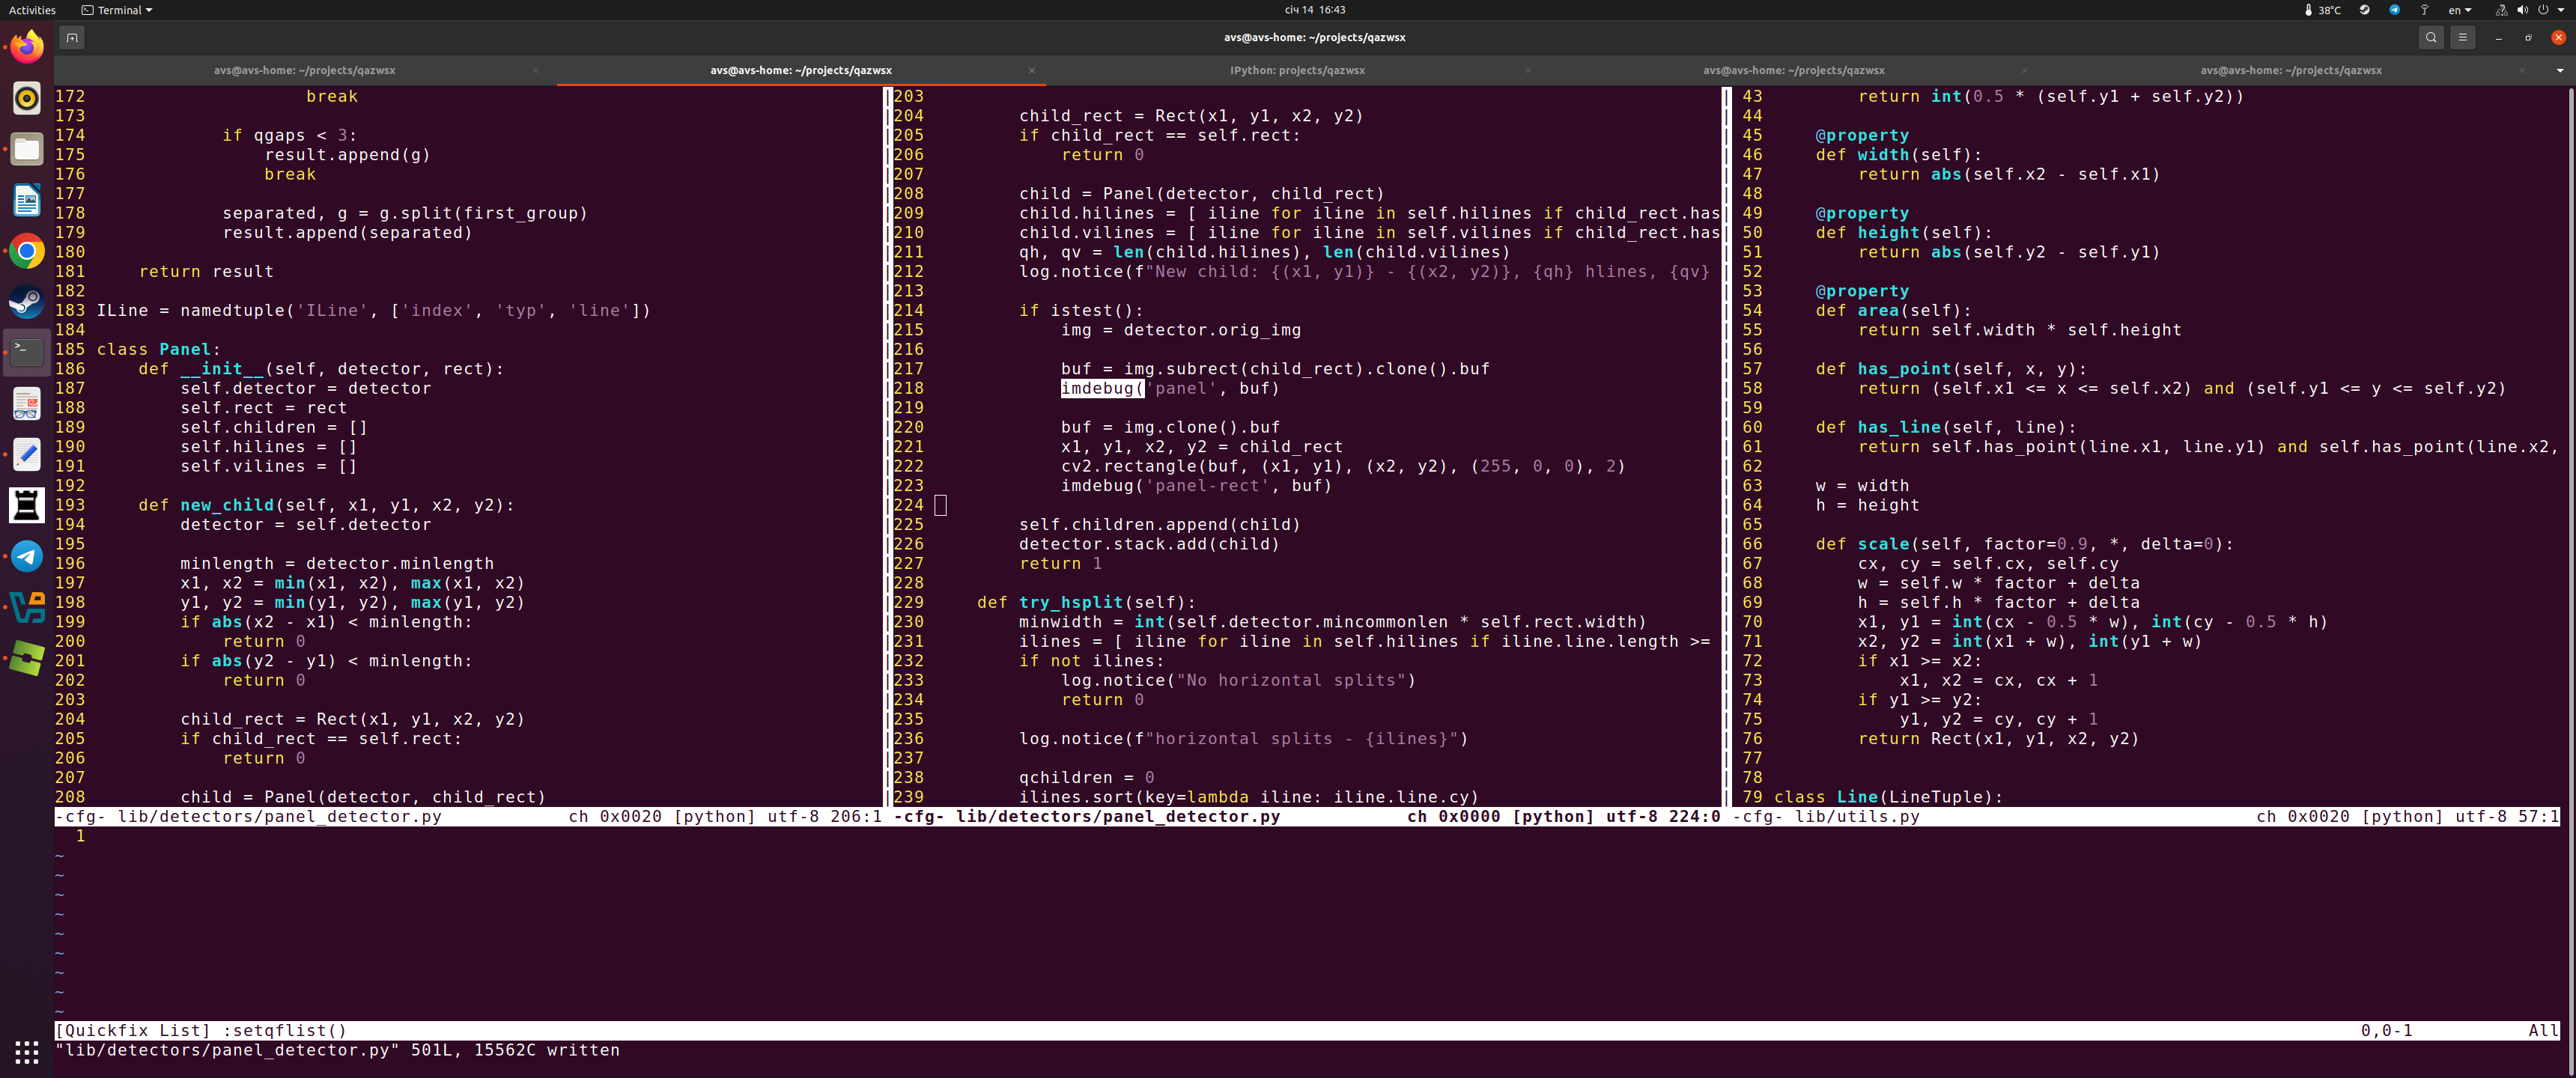 Activities
Terminal
січ 14 16:43
38°C
en
avs@avs-home: ~/projects/qazwsx
avs@avs-home: ~/projects/qazwsx
avs@avs-home: ~/projects/qazwsx
IPython: projects/qazwsx
avs@avs-home: ~/projects/qazwsx
avs@avs-home: ~/projects/qazwsx
172                     break
173
174             if qgaps < 3:
175                 result.append(g)
176                 break
177
178             separated, g = g.split(first_group)
179             result.append(separated)
180
181     return result
182
183 ILine = namedtuple('ILine', ['index', 'typ', 'line'])
184
185 class Panel:
186     def __init__(self, detector, rect):
187         self.detector = detector
188         self.rect = rect
189         self.children = []
190         self.hilines = []
191         self.vilines = []
192
193     def new_child(self, x1, y1, x2, y2):
194         detector = self.detector
195
196         minlength = detector.minlength
197         x1, x2 = min(x1, x2), max(x1, x2)
198         y1, y2 = min(y1, y2), max(y1, y2)
199         if abs(x2 - x1) < minlength:
200             return 0
201         if abs(y2 - y1) < minlength:
202             return 0
203
204         child_rect = Rect(x1, y1, x2, y2)
205         if child_rect == self.rect:
206             return 0
207
208         child = Panel(detector, child_rect)
-cfg- lib/detectors/panel_detector.py ch 0x0020 [python] utf-8 206:1
203
204         child_rect = Rect(x1, y1, x2, y2)
205         if child_rect == self.rect:
206             return 0
207
208         child = Panel(detector, child_rect)
209         child.hilines = [ iline for iline in self.hilines if child_rect.has
210         child.vilines = [ iline for iline in self.vilines if child_rect.has
211         qh, qv = len(child.hilines), len(child.vilines)
212         log.notice(f"New child: {(x1, y1)} - {(x2, y2)}, {qh} hlines, {qv}
213
214         if istest():
215             img = detector.orig_img
216
217             buf = img.subrect(child_rect).clone().buf
218             imdebug('panel', buf)
219
220             buf = img.clone().buf
221             x1, y1, x2, y2 = child_rect
222             cv2.rectangle(buf, (x1, y1), (x2, y2), (255, 0, 0), 2)
223             imdebug('panel-rect', buf)
224
225         self.children.append(child)
226         detector.stack.add(child)
227         return 1
228
229     def try_hsplit(self):
230         minwidth = int(self.detector.mincommonlen * self.rect.width)
231         ilines = [ iline for iline in self.hilines if iline.line.length >=
232         if not ilines:
233             log.notice("No horizontal splits")
234             return 0
235
236         log.notice(f"horizontal splits - {ilines}")
237
238         qchildren = 0
239         ilines.sort(key=lambda iline: iline.line.cy)
-cfg- lib/detectors/panel_detector.py ch 0x0000 [python] utf-8 224:0
43         return int(0.5 * (self.y1 + self.y2))
44
45     @property
46     def width(self):
47         return abs(self.x2 - self.x1)
48
49     @property
50     def height(self):
51         return abs(self.y2 - self.y1)
52
53     @property
54     def area(self):
55         return self.width * self.height
56
57     def has_point(self, x, y):
58         return (self.x1 <= x <= self.x2) and (self.y1 <= y <= self.y2)
59
60     def has_line(self, line):
61         return self.has_point(line.x1, line.y1) and self.has_point(line.x2,
62
63     w = width
64     h = height
65
66     def scale(self, factor=0.9, *, delta=0):
67         cx, cy = self.cx, self.cy
68         w = self.w * factor + delta
69         h = self.h * factor + delta
70         x1, y1 = int(cx - 0.5 * w), int(cy - 0.5 * h)
71         x2, y2 = int(x1 + w), int(y1 + w)
72         if x1 >= x2:
73             x1, x2 = cx, cx + 1
74         if y1 >= y2:
75             y1, y2 = cy, cy + 1
76         return Rect(x1, y1, x2, y2)
77
78
79 class Line(LineTuple):
-cfg- lib/utils.py ch 0x0020 [python] utf-8 57:1
1
~
~
~
~
~
~
~
~
~
[Quickfix List] :setqflist() 0,0-1 All
"lib/detectors/panel_detector.py" 501L, 15562C written